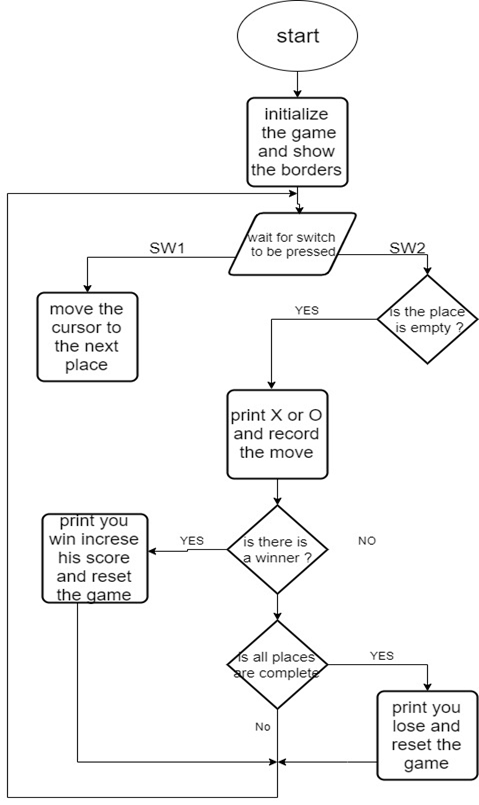 start
initialize
the game
and show
the borders
wait for switch
to be pressed
SW1
SW2
move the
cursor to
the next
place
is the place
is empty ?
YES
print X or O
and record
the move
is there is
a winner ?
YES
NO
print you
win increse
his score
and reset
the game
is all places
are complete
YES
No
print you
lose and
reset the
game